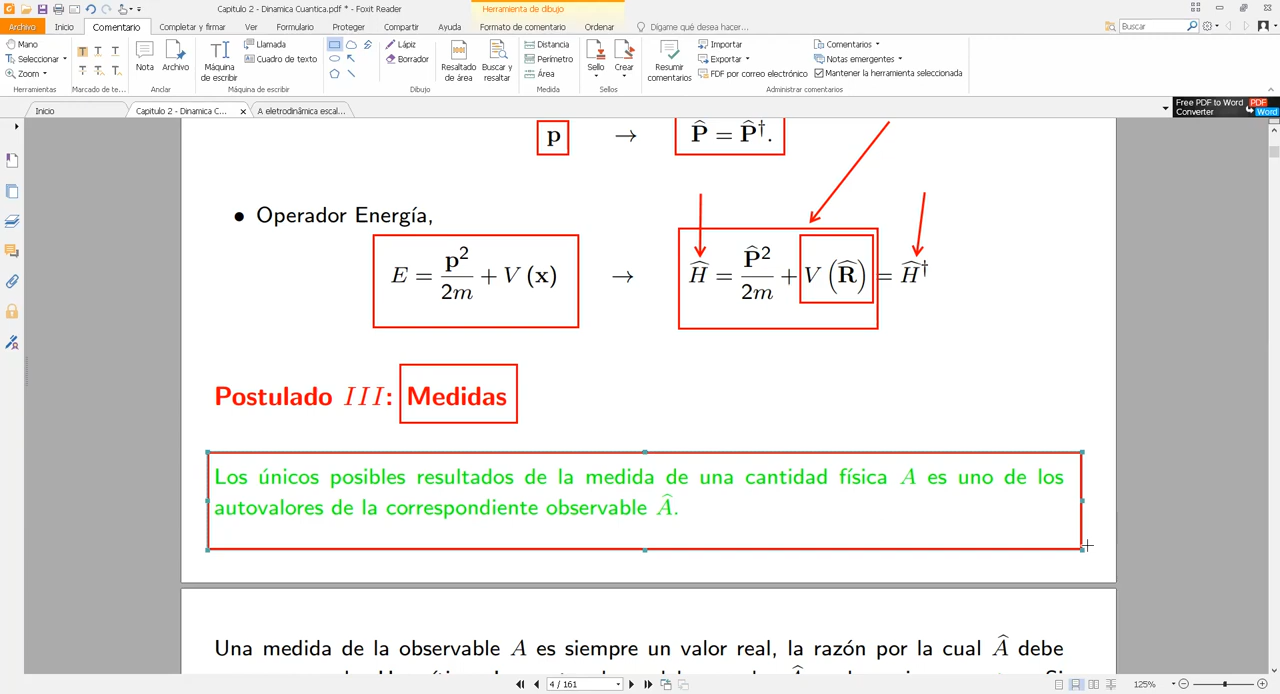 Capitulo 2 - Dinamica Cuantica.pdf * - Foxit Reader
Herramienta de dibujo
Archivo Inicio Comentario Completar y firmar Ver Formulario Proteger Compartir Ayuda Formato de comentario Ordenar Dígame qué desea hacer... Buscar
Mano
Seleccionar
Zoom
Herramientas
Marcado de te...
Nota
Archivo
Anclar
Máquina de escribir
Llamada
Cuadro de texto
Máquina de escribir
Lápiz
Borrador
Dibujo
Resaltado de área
Buscar y resaltar
Distancia
Perímetro
Área
Medida
Sello
Crear
Sellos
Resumir comentarios
Importar
Exportar
FDF por correo electrónico
Comentarios
Notas emergentes
Mantener la herramienta seleccionada
Administrar comentarios
Inicio
Capitulo 2 - Dinamica C...
A eletrodinâmica escal...
Free PDF to Word Converter
PDF
Word
p → P̂ = P̂†.
• Operador Energía,
E = p²/2m + V (x) → Ĥ = P̂²/2m + V (R̂) = Ĥ†
Postulado III: Medidas
Los únicos posibles resultados de la medida de una cantidad física A es uno de los
autovalores de la correspondiente observable Â.
Una medida de la observable A es siempre un valor real, la razón por la cual Â debe
4 / 161
125%